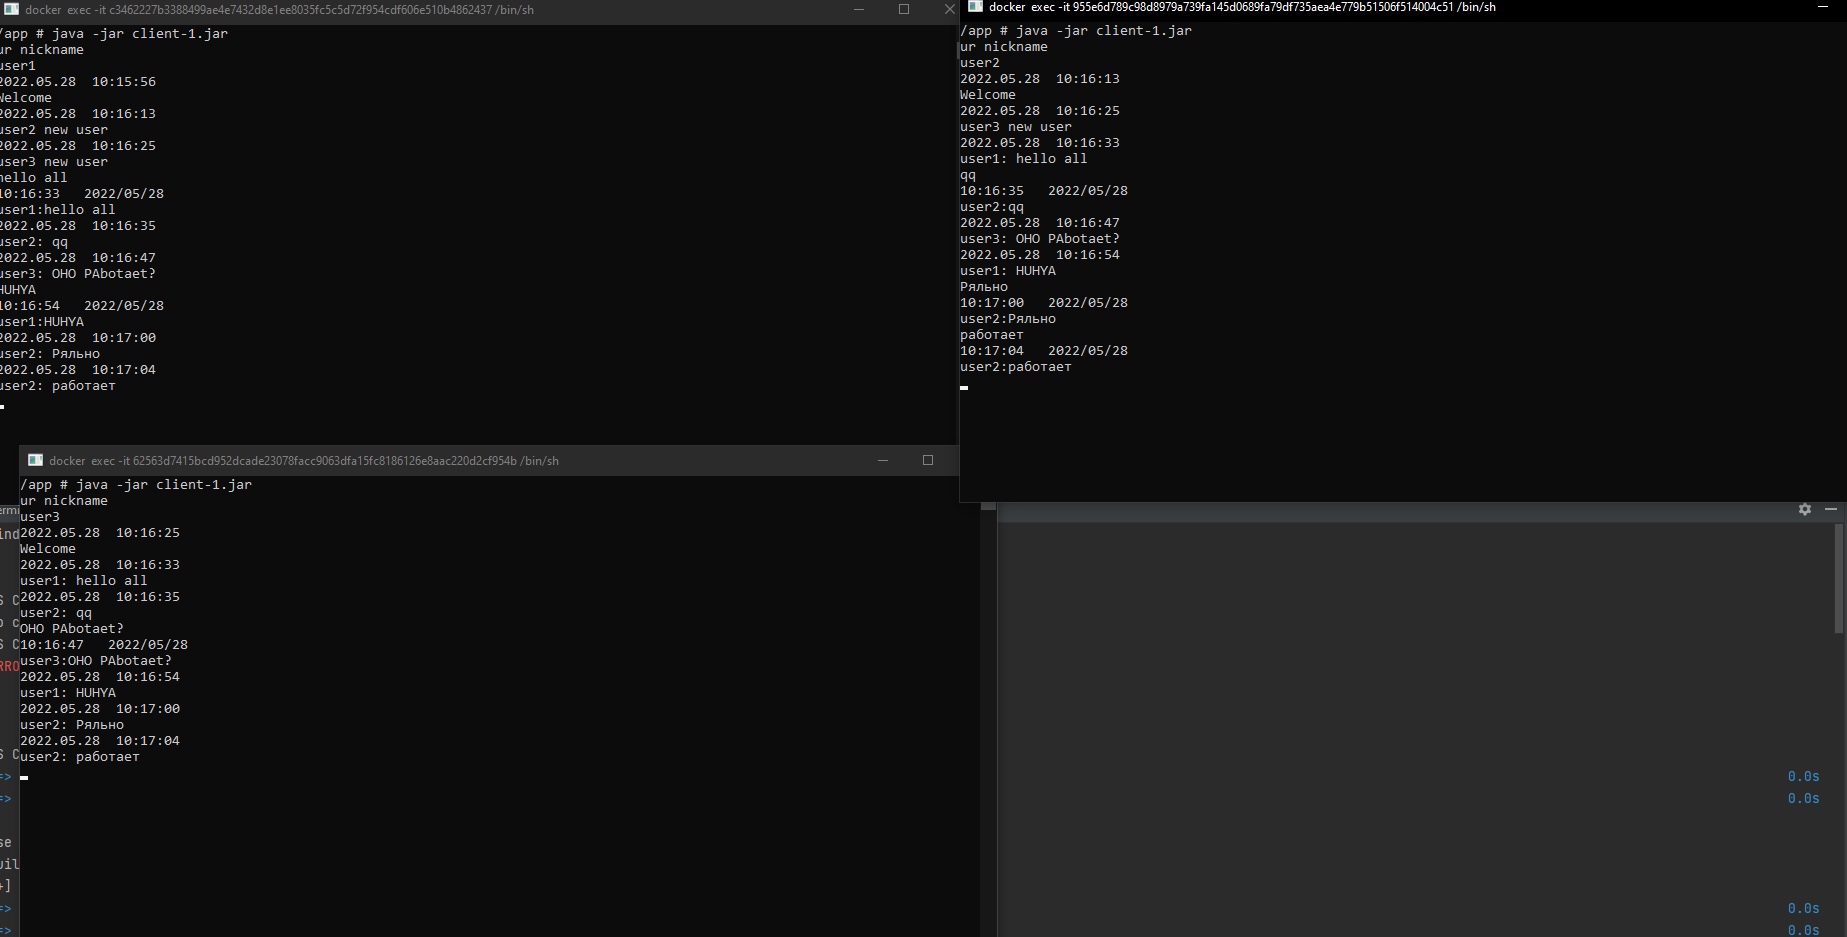 docker exec -it c3462227b3388499ae4e7432d8e1ee8035fc5c5d72f954cdf606e510b4862437 /bin/sh
/app # java -jar client-1.jar
ur nickname
user1
2022.05.28  10:15:56
Welcome
2022.05.28  10:16:13
user2 new user
2022.05.28  10:16:25
user3 new user
hello all
10:16:33   2022/05/28
user1:hello all
2022.05.28  10:16:35
user2: qq
2022.05.28  10:16:47
user3: OHO PAbotaet?
HUHYA
10:16:54   2022/05/28
user1:HUHYA
2022.05.28  10:17:00
user2: Ряльно
2022.05.28  10:17:04
user2: работает
docker exec -it 955e6d789c98d8979a739fa145d0689fa79df735aea4e779b51506f514004c51 /bin/sh
/app # java -jar client-1.jar
ur nickname
user2
2022.05.28  10:16:13
Welcome
2022.05.28  10:16:25
user3 new user
2022.05.28  10:16:33
user1: hello all
qq
10:16:35   2022/05/28
user2:qq
2022.05.28  10:16:47
user3: OHO PAbotaet?
2022.05.28  10:16:54
user1: HUHYA
Ряльно
10:17:00   2022/05/28
user2:Ряльно
работает
10:17:04   2022/05/28
user2:работает
docker exec -it 62563d7415bcd952dcade23078facc9063dfa15fc8186126e8aac220d2cf954b /bin/sh
/app # java -jar client-1.jar
ur nickname
user3
2022.05.28  10:16:25
Welcome
2022.05.28  10:16:33
user1: hello all
2022.05.28  10:16:35
user2: qq
OHO PAbotaet?
10:16:47   2022/05/28
user3:OHO PAbotaet?
2022.05.28  10:16:54
user1: HUHYA
2022.05.28  10:17:00
user2: Ряльно
2022.05.28  10:17:04
user2: работает
=> 0.0s
=> 0.0s
=> 0.0s
=> 0.0s